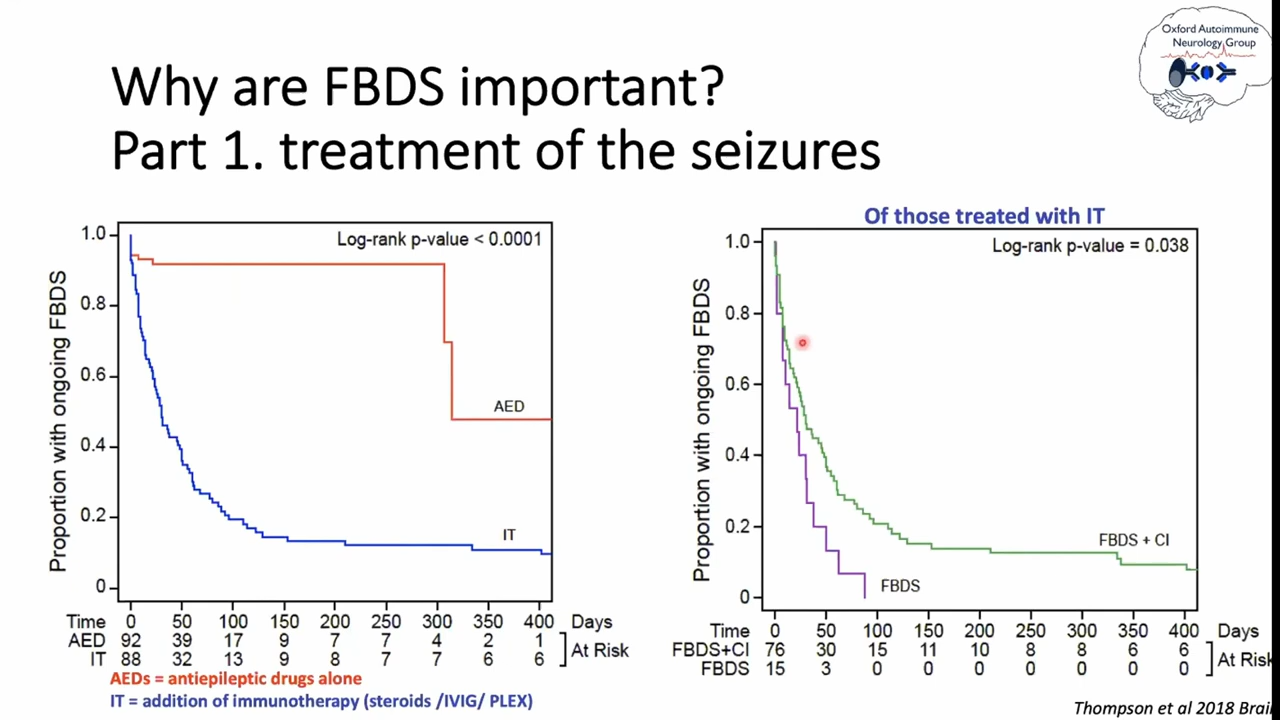 Oxford Autoimmune
Neurology Group
Why are FBDS important?
Part 1. treatment of the seizures
Proportion with ongoing FBDS
1.0
0.8
0.6
0.4
0.2
0
Log-rank p-value < 0.0001
AED
IT
Time 0 50 100 150 200 250 300 350 400 Days
AED 92 39 17 9 7 7 4 2 1
IT 88 32 13 9 8 7 7 6 6
At Risk
AEDs = antiepileptic drugs alone
IT = addition of immunotherapy (steroids /IVIG/ PLEX)
Of those treated with IT
Proportion with ongoing FBDS
1.0
0.8
0.6
0.4
0.2
0
Log-rank p-value = 0.038
FBDS + CI
FBDS
Time 0 50 100 150 200 250 300 350 400 Days
FBDS+CI 76 30 15 11 10 8 8 6 6
FBDS 15 3 0 0 0 0 0 0 0
At Risk
Thompson et al 2018 Brain